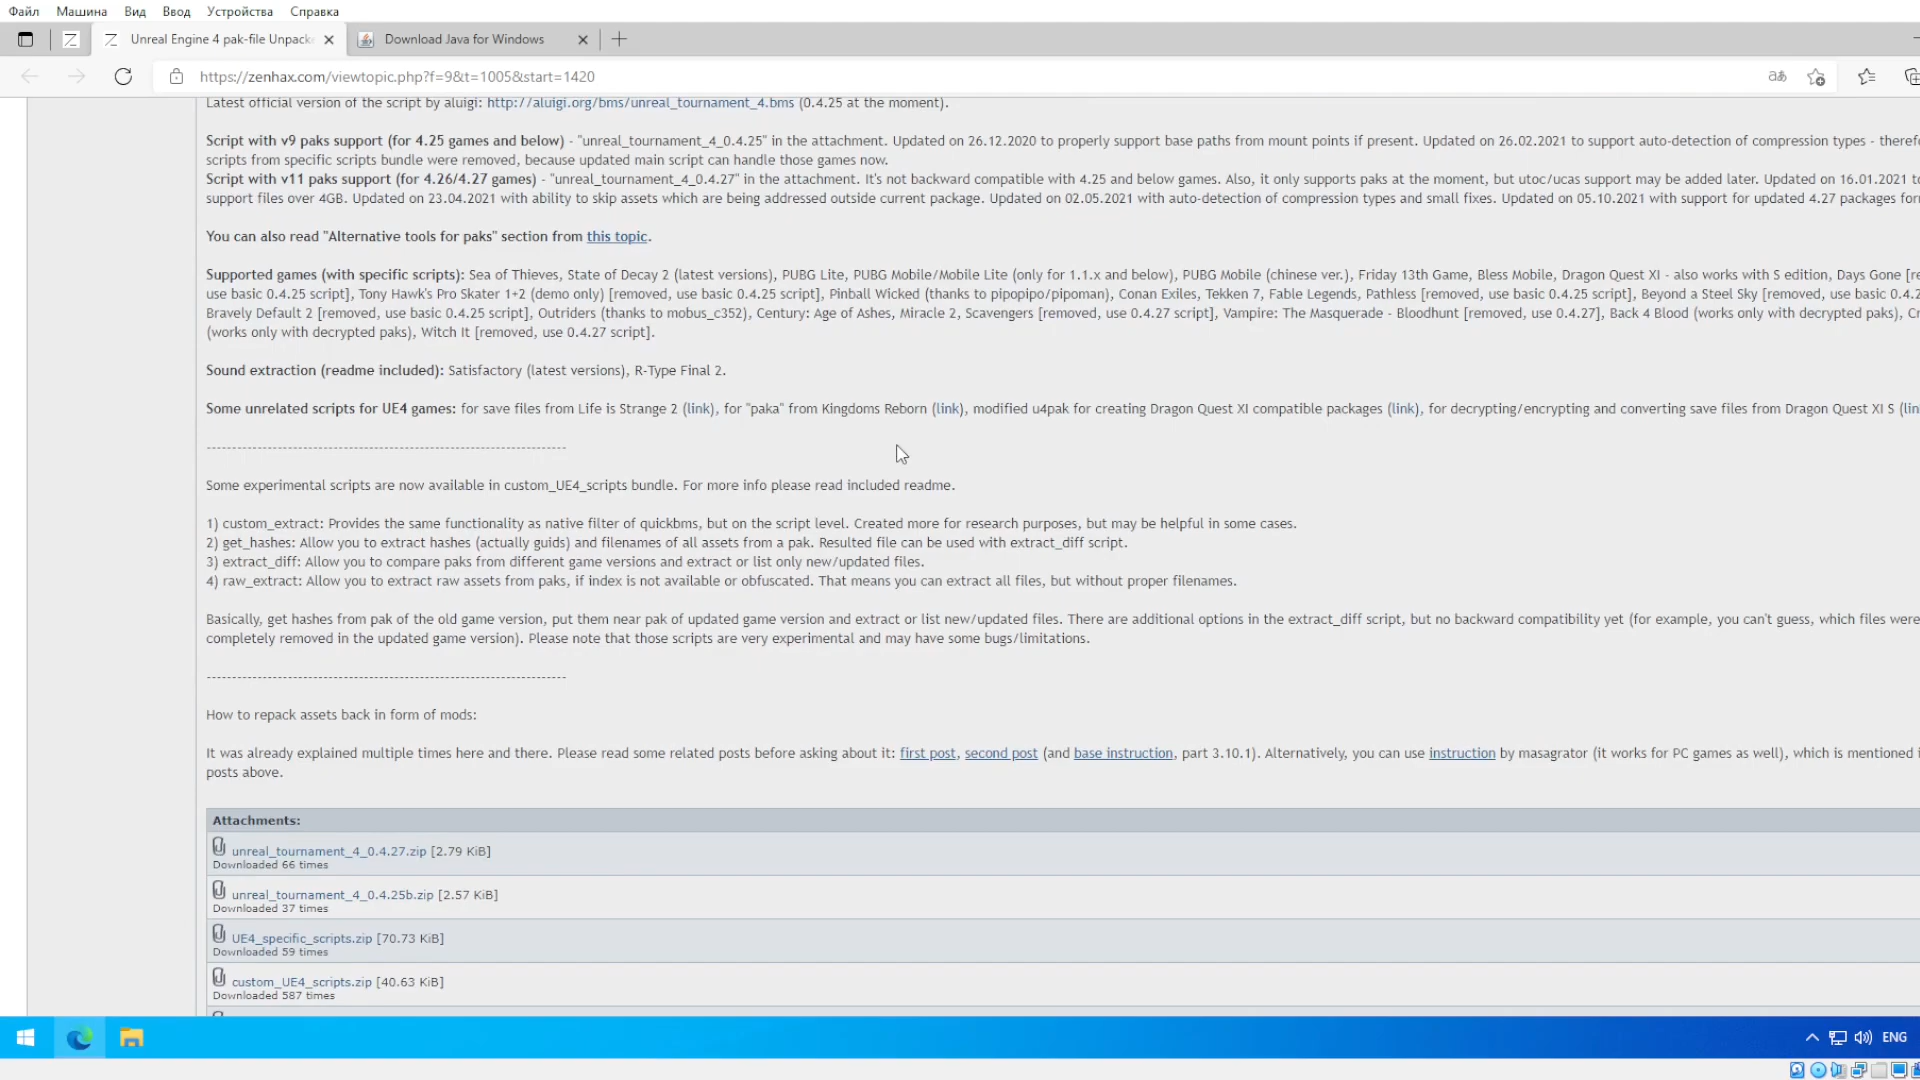 Файл Машина Вид Ввод Устройства Справка
Unreal Engine 4 pak-file Unpack Download Java for Windows
https://zenhax.com/viewtopic.php?f=9&t=1005&start=1420
Latest official version of the script by aluigi: http://aluigi.org/bms/unreal_tournament_4.bms (0.4.25 at the moment).
Script with v9 paks support (for 4.25 games and below) - "unreal_tournament_4_0.4.25" in the attachment. Updated on 26.12.2020 to properly support base paths from mount points if present. Updated on 26.02.2021 to support auto-detection of compression types - theref
scripts from specific scripts bundle were removed, because updated main script can handle those games now.
Script with v11 paks support (for 4.26/4.27 games) - "unreal_tournament_4_0.4.27" in the attachment. It's not backward compatible with 4.25 and below games. Also, it only supports paks at the moment, but utoc/ucas support may be added later. Updated on 16.01.2021 to
support files over 4GB. Updated on 23.04.2021 with ability to skip assets which are being addressed outside current package. Updated on 02.05.2021 with auto-detection of compression types and small fixes. Updated on 05.10.2021 with support for updated 4.27 packages for
You can also read "Alternative tools for paks" section from this topic.
Supported games (with specific scripts): Sea of Thieves, State of Decay 2 (latest versions), PUBG Lite, PUBG Mobile/Mobile Lite (only for 1.1.x and below), PUBG Mobile (chinese ver.), Friday 13th Game, Bless Mobile, Dragon Quest XI - also works with S edition, Days Gone [re
use basic 0.4.25 script], Tony Hawk's Pro Skater 1+2 (demo only) [removed, use basic 0.4.25 script], Pinball Wicked (thanks to pipopipo/pipoman), Conan Exiles, Tekken 7, Fable Legends, Pathless [removed, use basic 0.4.25 script], Beyond a Steel Sky [removed, use basic 0.4.2
Bravely Default 2 [removed, use basic 0.4.25 script], Outriders (thanks to mobus_c352), Century: Age of Ashes, Miracle 2, Scavengers [removed, use 0.4.27 script], Vampire: The Masquerade - Bloodhunt [removed, use 0.4.27], Back 4 Blood (works only with decrypted paks), Cr
(works only with decrypted paks), Witch It [removed, use 0.4.27 script].
Sound extraction (readme included): Satisfactory (latest versions), R-Type Final 2.
Some unrelated scripts for UE4 games: for save files from Life is Strange 2 (link), for "paka" from Kingdoms Reborn (link), modified u4pak for creating Dragon Quest XI compatible packages (link), for decrypting/encrypting and converting save files from Dragon Quest XI S (lin
------------------------------------------------------------------------
Some experimental scripts are now available in custom_UE4_scripts bundle. For more info please read included readme.
1) custom_extract: Provides the same functionality as native filter of quickbms, but on the script level. Created more for research purposes, but may be helpful in some cases.
2) get_hashes: Allow you to extract hashes (actually guids) and filenames of all assets from a pak. Resulted file can be used with extract_diff script.
3) extract_diff: Allow you to compare paks from different game versions and extract or list only new/updated files.
4) raw_extract: Allow you to extract raw assets from paks, if index is not available or obfuscated. That means you can extract all files, but without proper filenames.
Basically, get hashes from pak of the old game version, put them near pak of updated game version and extract or list new/updated files. There are additional options in the extract_diff script, but no backward compatibility yet (for example, you can't guess, which files were
completely removed in the updated game version). Please note that those scripts are very experimental and may have some bugs/limitations.
------------------------------------------------------------------------
How to repack assets back in form of mods:
It was already explained multiple times here and there. Please read some related posts before asking about it: first post, second post (and base instruction, part 3.10.1). Alternatively, you can use instruction by masagrator (it works for PC games as well), which is mentioned i
posts above.
Attachments:
unreal_tournament_4_0.4.27.zip [2.79 KiB]
Downloaded 66 times
unreal_tournament_4_0.4.25b.zip [2.57 KiB]
Downloaded 37 times
UE4_specific_scripts.zip [70.73 KiB]
Downloaded 59 times
custom_UE4_scripts.zip [40.63 KiB]
Downloaded 587 times
ENG